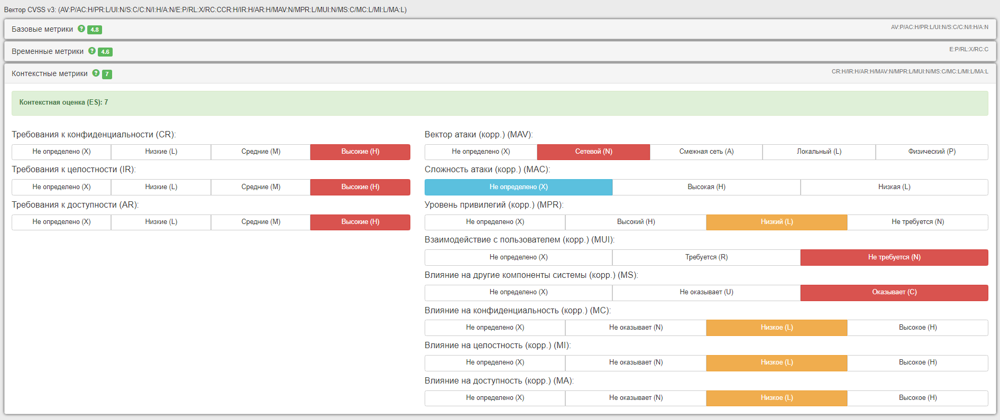 Вектор CVSS v3: (AV:P/AC:H/PR:L/UI:N/S:C/C:N/I:H/A:N/E:P/RL:X/RC:CCR:H/IR:H/AR:H/MAV:N/MPR:L/MUI:N/MS:C/MC:L/MI:L/MA:L)
Базовые метрики ? 4.8 AV:P/AC:H/PR:L/UI:N/S:C/C:N/I:H/A:N
Временные метрики ? 4.6 E:P/RL:X/RC:C
Контекстные метрики ? 7 CR:H/IR:H/AR:H/MAV:N/MPR:L/MUI:N/MS:C/MC:L/MI:L/MA:L
Контекстная оценка (ES): 7
Требования к конфиденциальности (CR):
Не определено (X) Низкие (L) Средние (M) Высокие (H)
Требования к целостности (IR):
Не определено (X) Низкие (L) Средние (M) Высокие (H)
Требования к доступности (AR):
Не определено (X) Низкие (L) Средние (M) Высокие (H)
Вектор атаки (корр.) (MAV):
Не определено (X) Сетевой (N) Смежная сеть (A) Локальный (L) Физический (P)
Сложность атаки (корр.) (MAC):
Не определено (X) Высокая (H) Низкая (L)
Уровень привилегий (корр.) (MPR):
Не определено (X) Высокий (H) Низкий (L) Не требуется (N)
Взаимодействие с пользователем (корр.) (MUI):
Не определено (X) Требуется (R) Не требуется (N)
Влияние на другие компоненты системы (корр.) (MS):
Не определено (X) Не оказывает (U) Оказывает (C)
Влияние на конфиденциальность (корр.) (MC):
Не определено (X) Не оказывает (N) Низкое (L) Высокое (H)
Влияние на целостность (корр.) (MI):
Не определено (X) Не оказывает (N) Низкое (L) Высокое (H)
Влияние на доступность (корр.) (MA):
Не определено (X) Не оказывает (N) Низкое (L) Высокое (H)